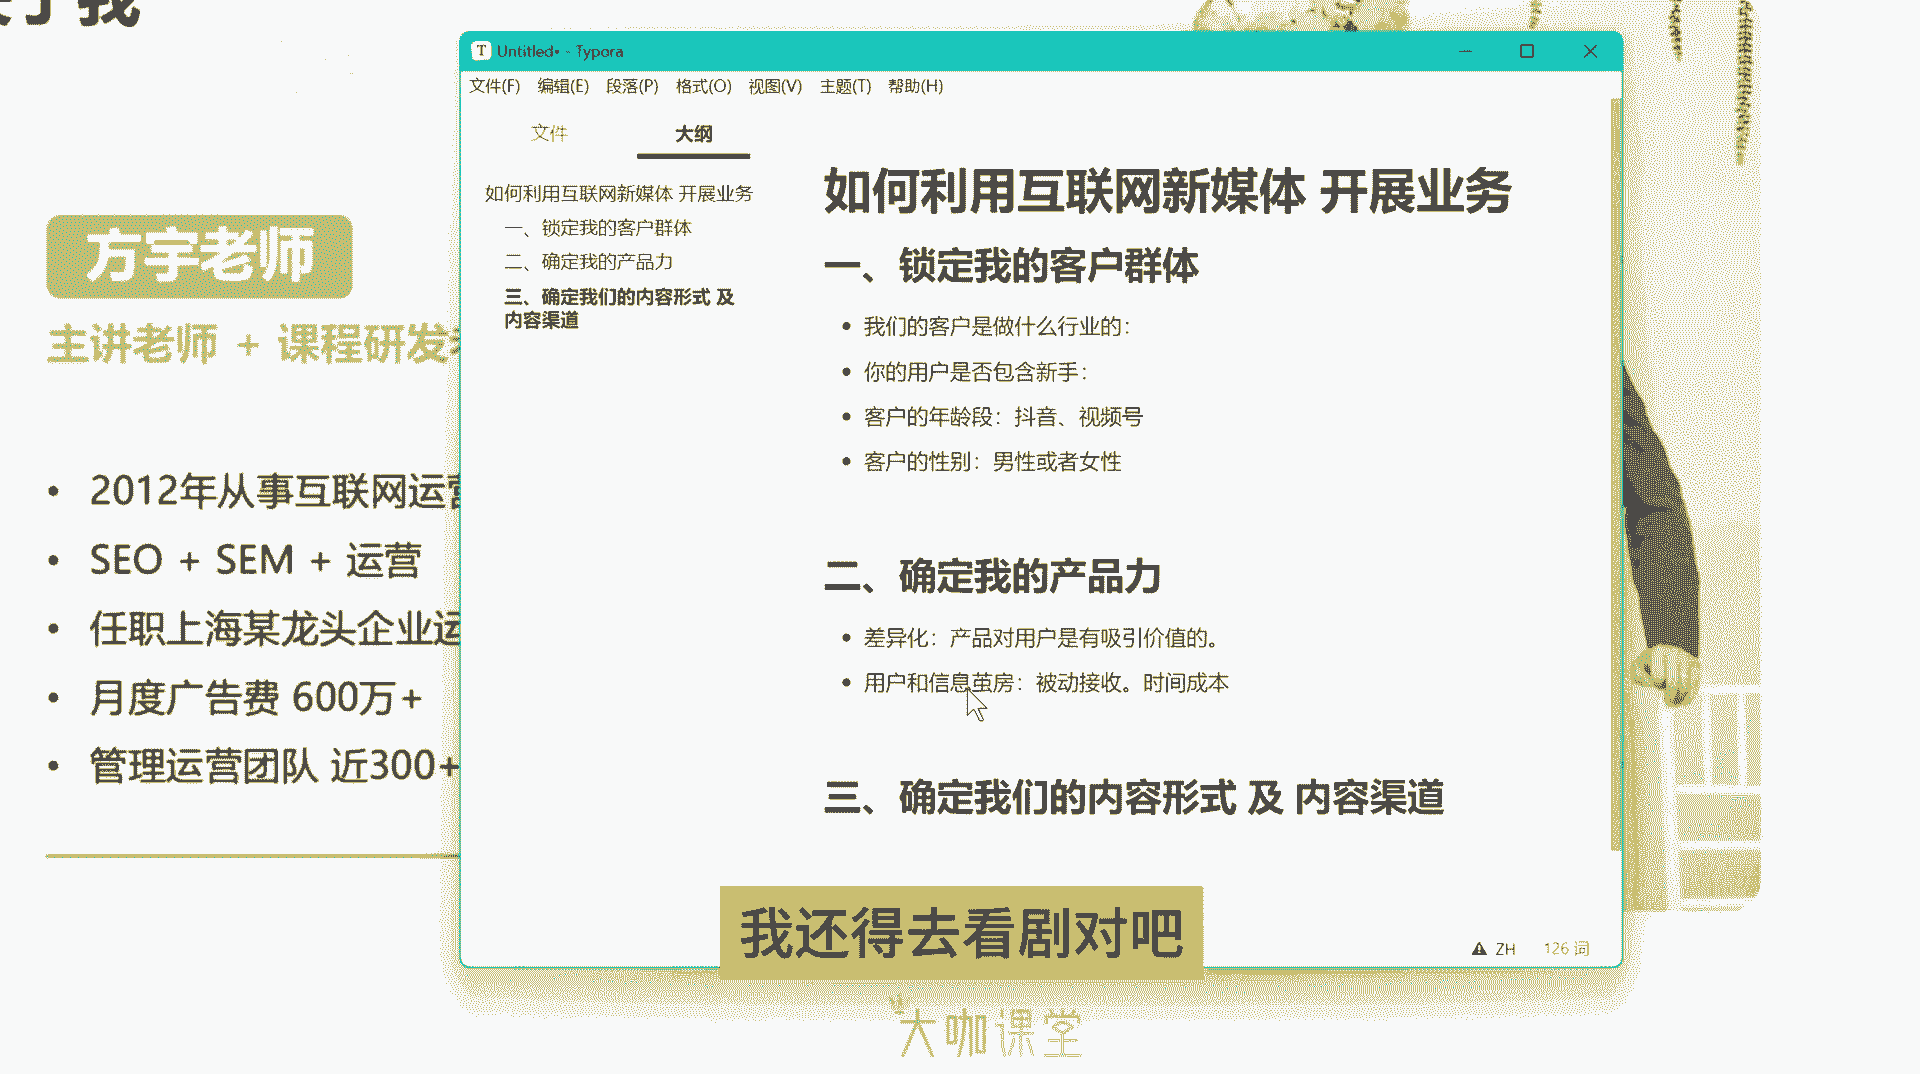 我
方宇老师
主讲老师 + 课程研发
2012年从事互联网运营
SEO + SEM + 运营
任职上海某龙头企业运
月度广告费 600万+
管理运营团队 近300+
Untitled• - Typora
文件(F) 编辑(E) 段落(P) 格式(O) 视图(V) 主题(T) 帮助(H)
文件 大纲
如何利用互联网新媒体 开展业务
一、锁定我的客户群体
二、确定我的产品力
三、确定我们的内容形式 及
内容渠道
如何利用互联网新媒体 开展业务
一、锁定我的客户群体
我们的客户是做什么行业的：
你的用户是否包含新手：
客户的年龄段：抖音、视频号
客户的性别：男性或者女性
二、确定我的产品力
差异化：产品对用户是有吸引价值的。
用户和信息茧房：被动接收。时间成本
三、确定我们的内容形式 及 内容渠道
ZH 126 词
我还得去看剧对吧
大咖课堂